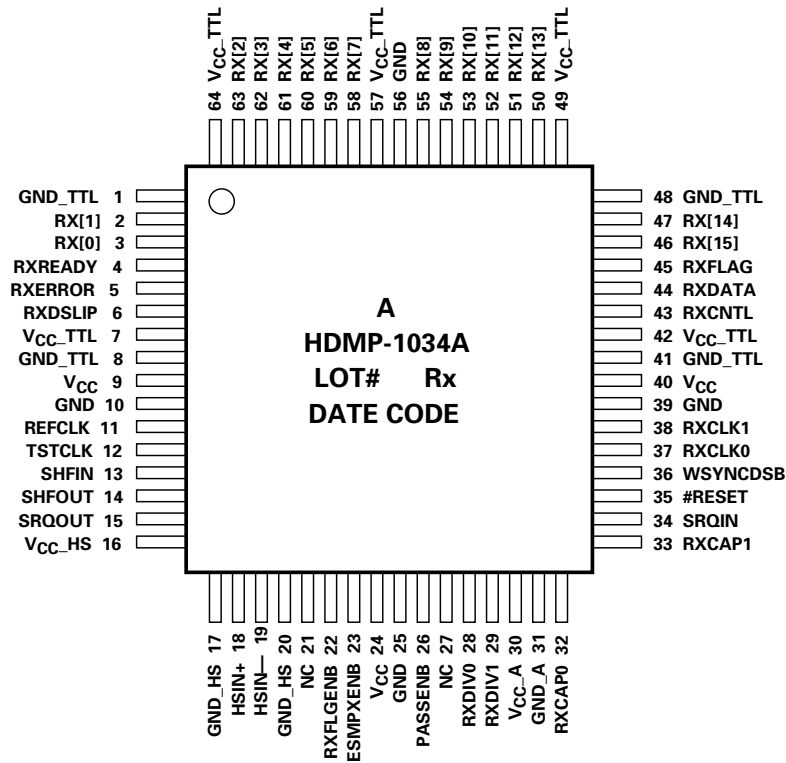 64 VCC_TTL
63 RX[2]
62 RX[3]
61 RX[4]
60 RX[5]
59 RX[6]
58 RX[7]
57 VCC_TTL
56 GND
55 RX[8]
54 RX[9]
53 RX[10]
52 RX[11]
51 RX[12]
50 RX[13]
49 VCC_TTL
GND_TTL 1
RX[1] 2
RX[0] 3
RXREADY 4
RXERROR 5
RXDSLIP 6
VCC_TTL 7
GND_TTL 8
VCC 9
GND 10
REFCLK 11
TSTCLK 12
SHFIN 13
SHFOUT 14
SRQOUT 15
VCC_HS 16
A
HDMP-1034A
LOT# Rx
DATE CODE
48 GND_TTL
47 RX[14]
46 RX[15]
45 RXFLAG
44 RXDATA
43 RXCNTL
42 VCC_TTL
41 GND_TTL
40 VCC
39 GND
38 RXCLK1
37 RXCLK0
36 WSYNCDSB
35 #RESET
34 SRQIN
33 RXCAP1
GND_HS 17
HSIN+ 18
HSIN— 19
GND_HS 20
NC 21
RXFLGENB 22
ESMPXENB 23
VCC 24
GND 25
PASSENB 26
NC 27
RXDIV0 28
RXDIV1 29
VCC_A 30
GND_A 31
RXCAP0 32